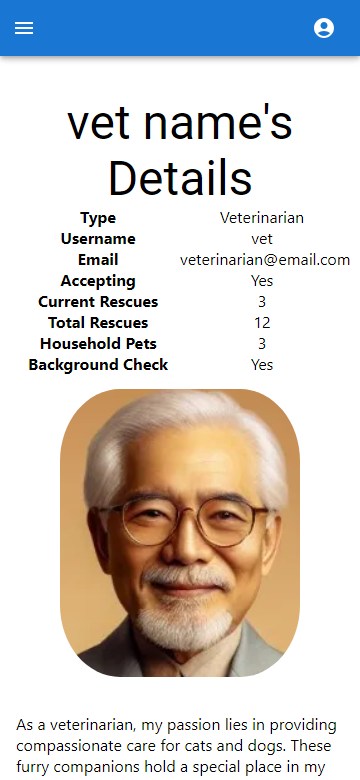 vet name's
Details
Type Veterinarian
Username vet
Email veterinarian@email.com
Accepting Yes
Current Rescues 3
Total Rescues 12
Household Pets 3
Background Check Yes
As a veterinarian, my passion lies in providing
compassionate care for cats and dogs. These
furry companions hold a special place in my